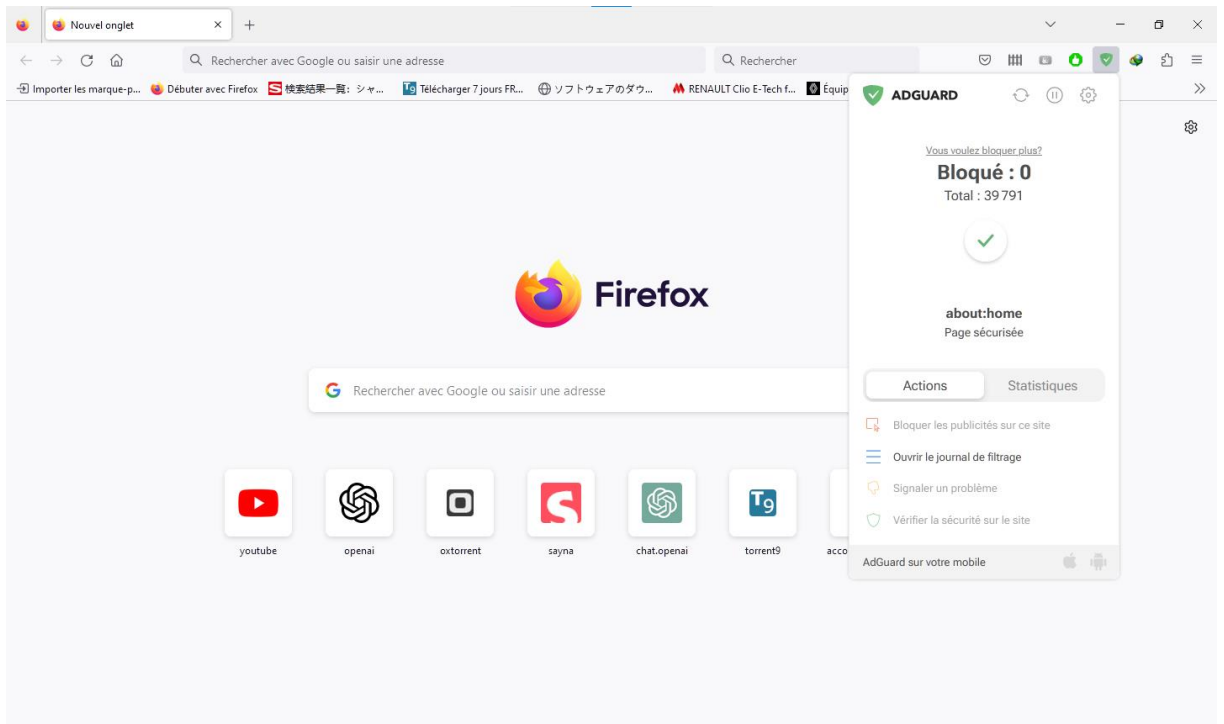 Nouvel onglet
Rechercher avec Google ou saisir une adresse
Rechercher
Importer les marque-p...
Débuter avec Firefox
検索結果一覧: シャ...
Télécharger 7 jours FR...
ソフトウェアのダウ...
RENAULT Clio E-Tech f...
Équip
ADGUARD
Vous voulez bloquer plus?
Bloqué : 0
Total : 39 791
Firefox
about:home
Page sécurisée
Rechercher avec Google ou saisir une adresse
Actions
Statistiques
Bloquer les publicités sur ce site
Ouvrir le journal de filtrage
Signaler un problème
Vérifier la sécurité sur le site
T9
youtube
openai
oxtorrent
sayna
chat.openai
torrent9
acco
AdGuard sur votre mobile